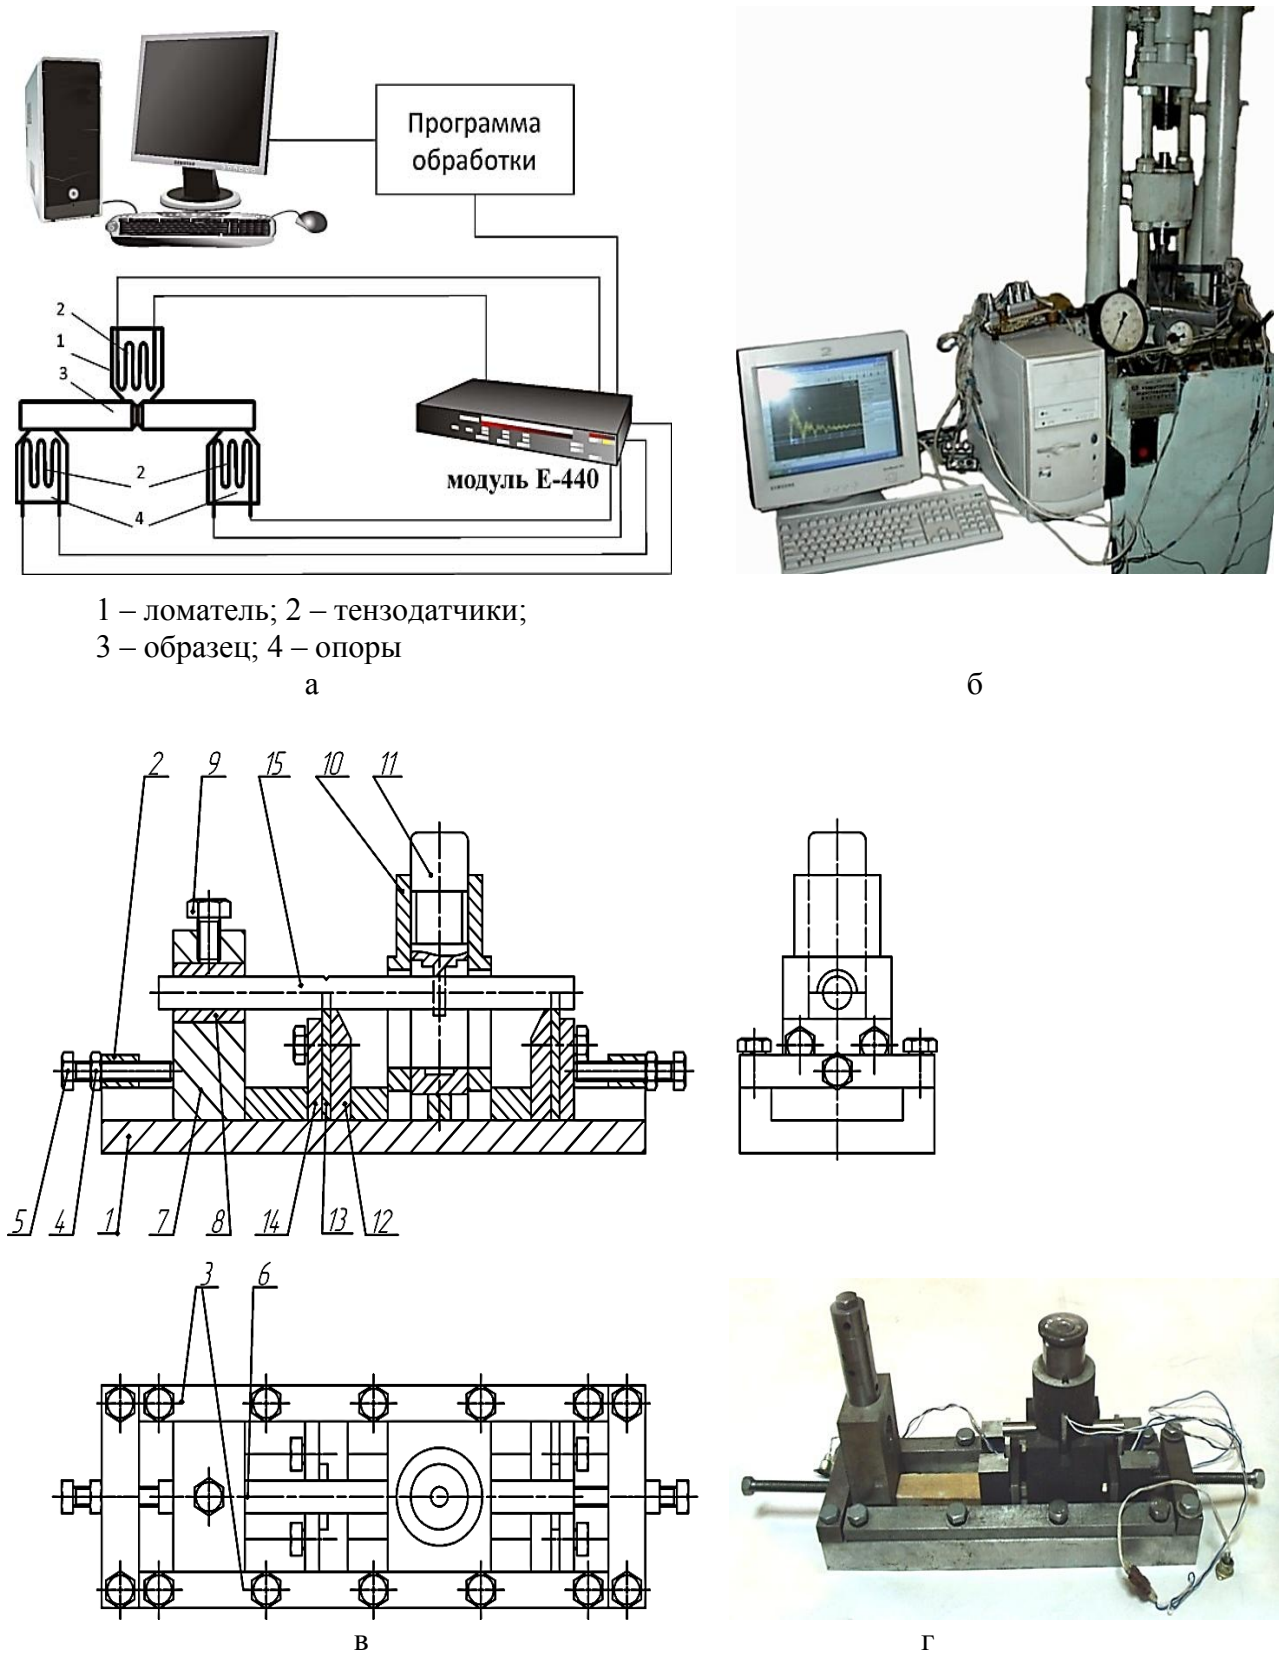 Программа
обработки
2
1
3
2
4
модуль Е-440
1 – ломатель; 2 – тензодатчики;
3 – образец; 4 – опоры
а
б
2 9 15 10 11
5 4 1 7 8 14 13 12
3 6
в
г